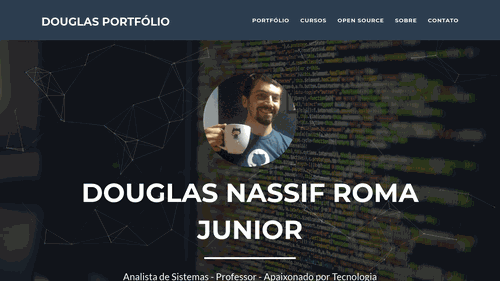 DOUGLAS PORTFÓLIO
PORTFÓLIO CURSOS OPEN SOURCE SOBRE CONTATO
DOUGLAS NASSIF ROMA
JUNIOR
Analista de Sistemas - Professor - Apaixonado por Tecnologia